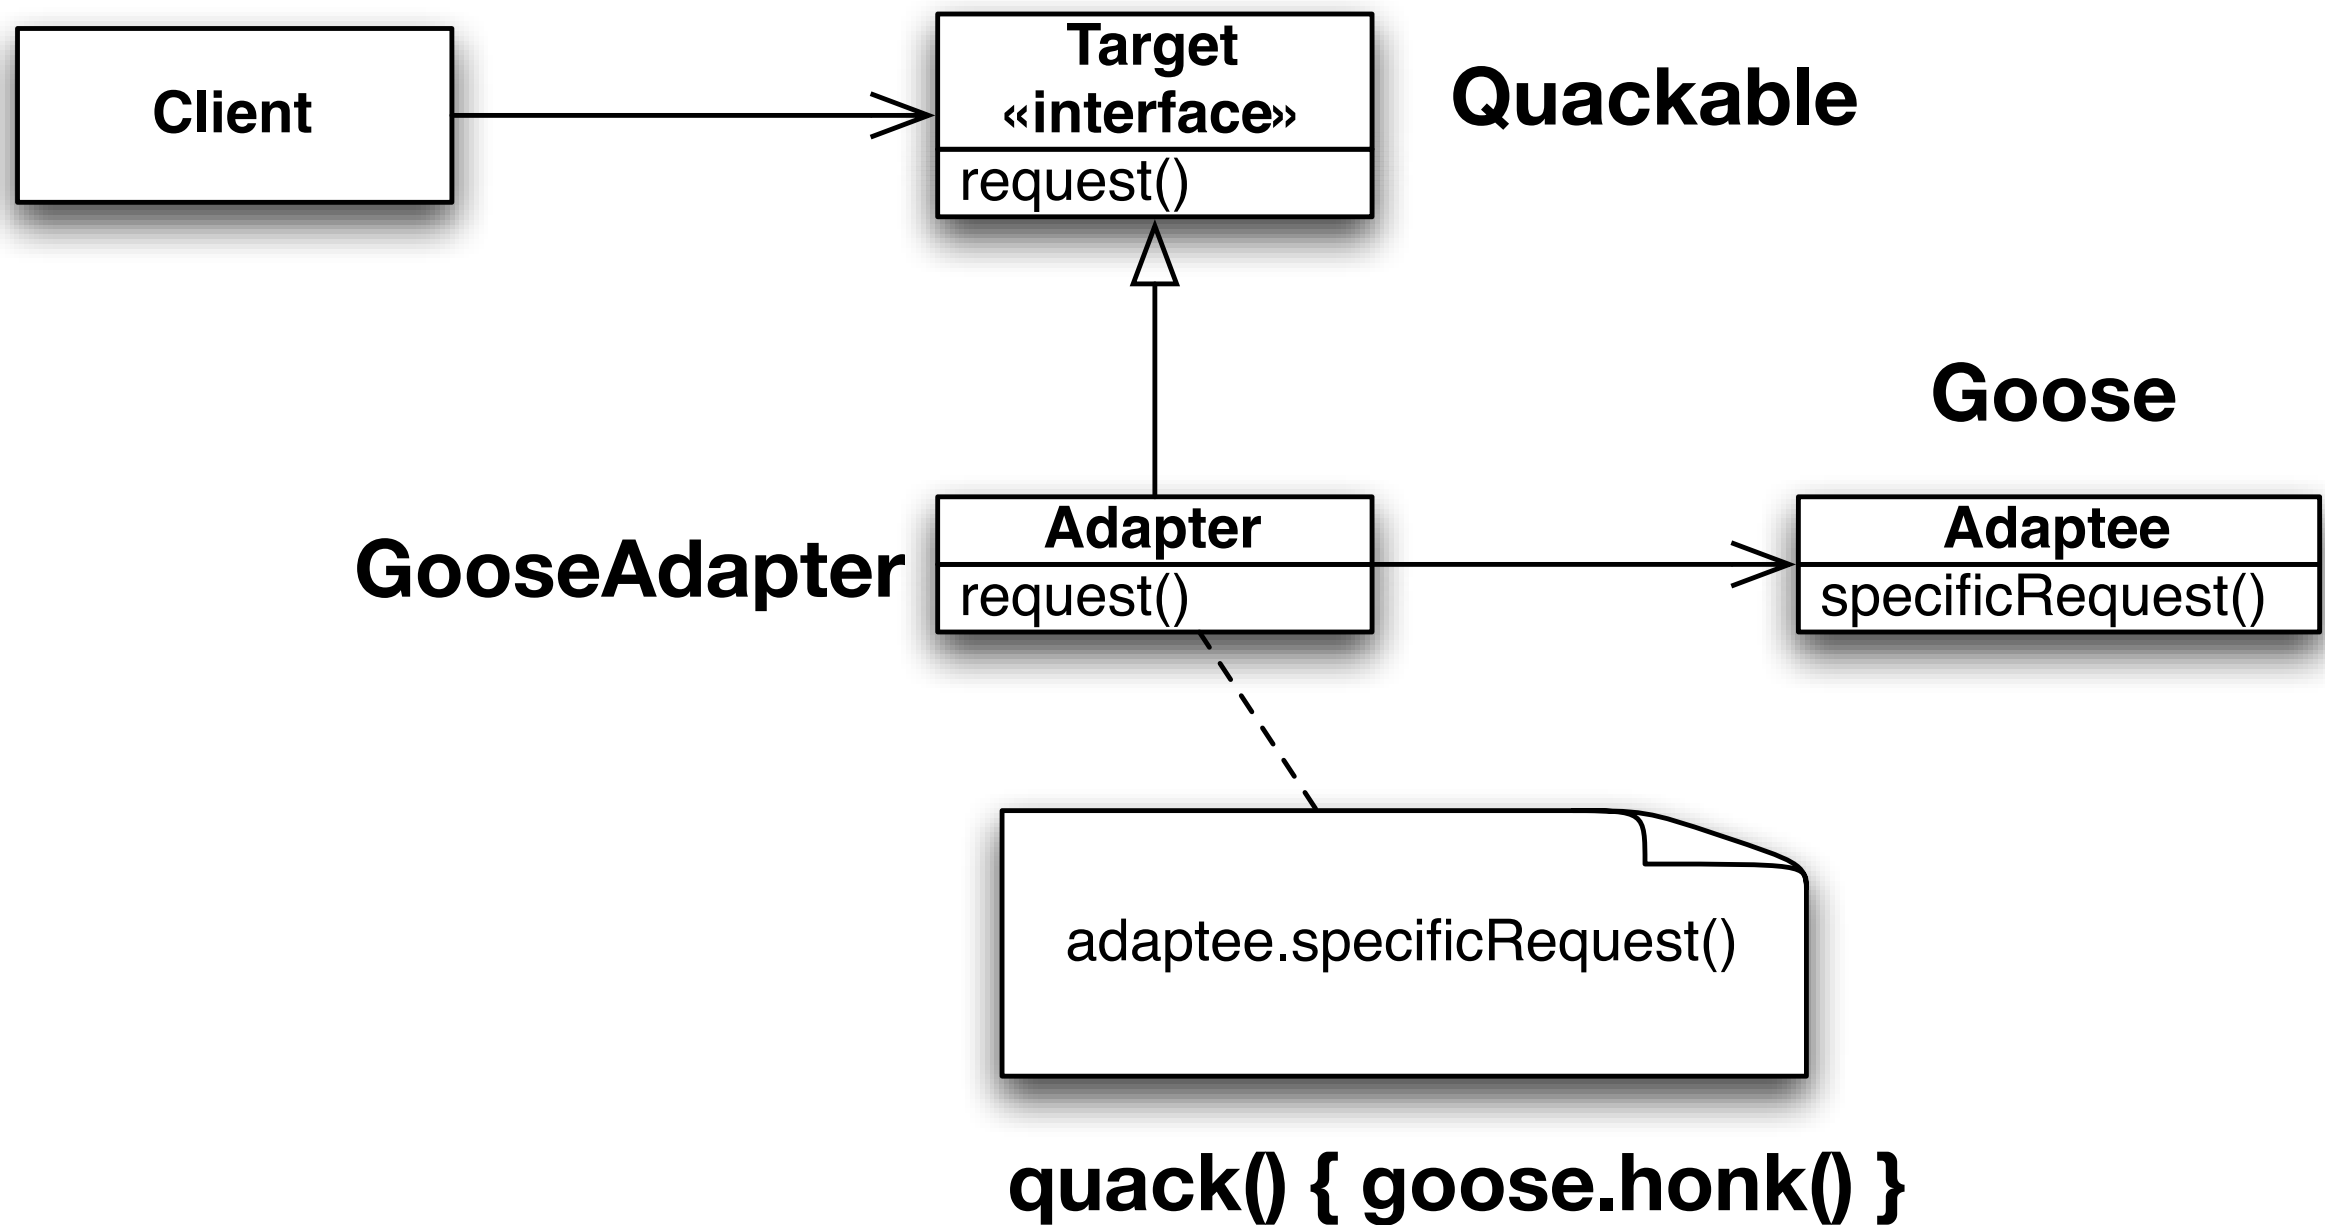 Client
Target
«interface»
request()
Quackable
Goose
GooseAdapter
Adapter
request()
Adaptee
specificRequest()
adaptee.specificRequest()
quack() { goose.honk() }